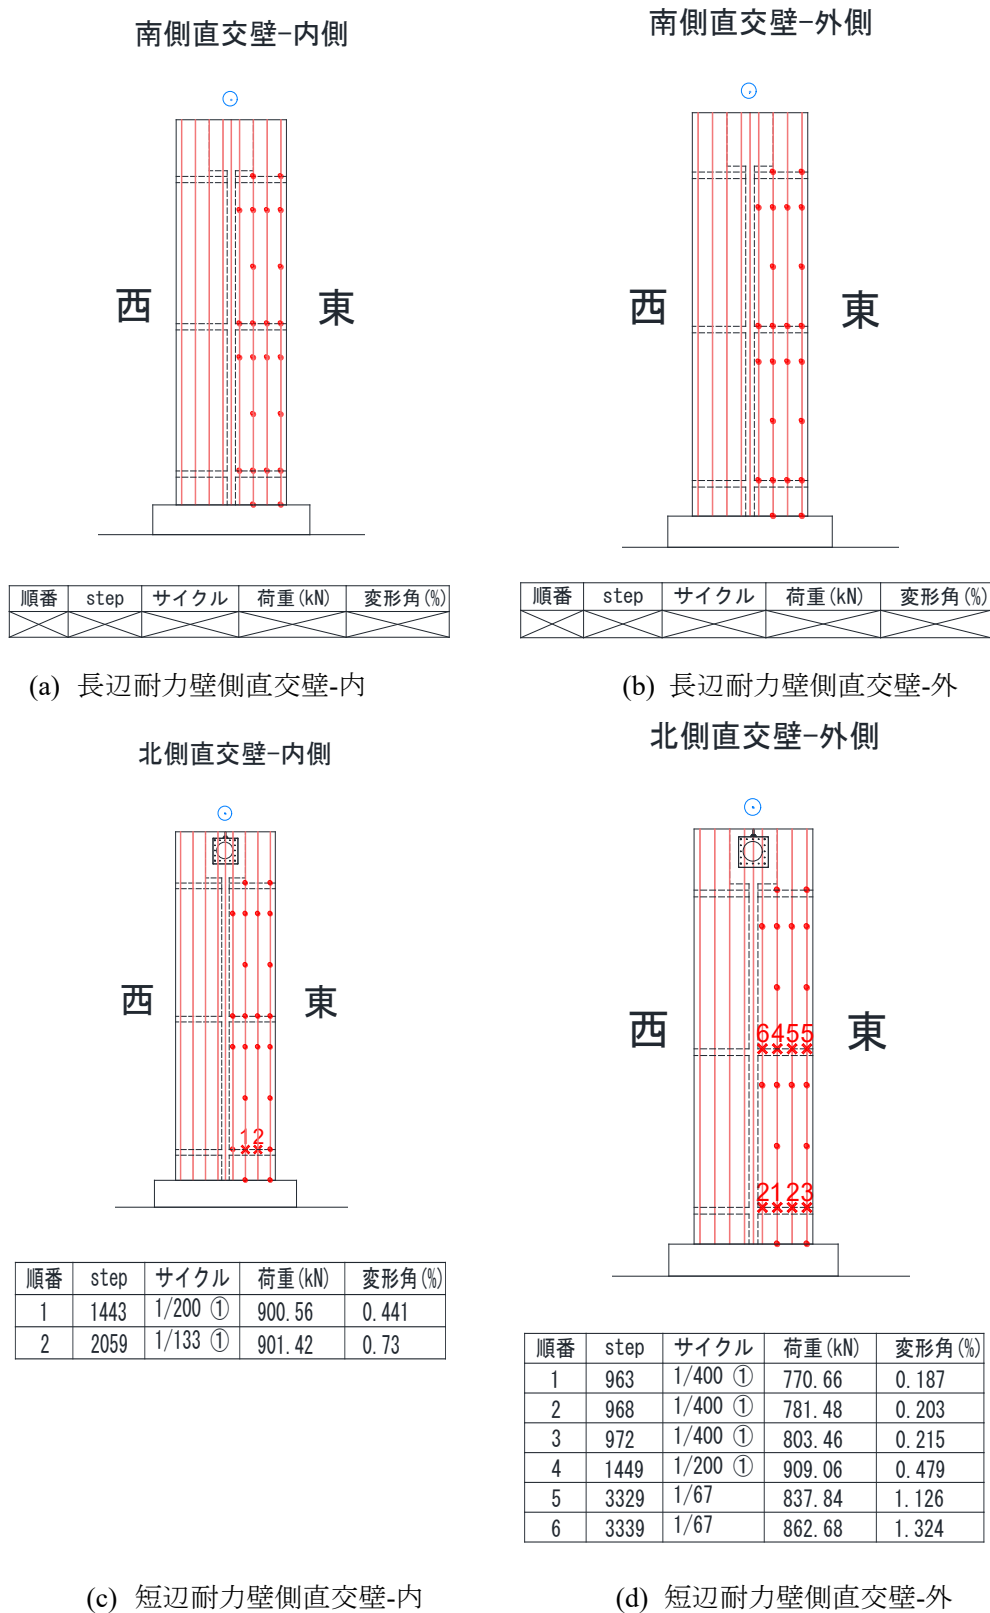 南側直交壁-内側
西 東
順番 step サイクル 荷重(kN) 変形角(%)
(a) 長辺耐力壁側直交壁-内
南側直交壁-外側
西 東
順番 step サイクル 荷重(kN) 変形角(%)
(b) 長辺耐力壁側直交壁-外
北側直交壁-内側
西 東
12
順番 step サイクル 荷重(kN) 変形角(%)
1 1443 1/200 ① 900.56 0.441
2 2059 1/133 ① 901.42 0.73
(c) 短辺耐力壁側直交壁-内
北側直交壁-外側
西 東
6455
2123
順番 step サイクル 荷重(kN) 変形角(%)
1 963 1/400 ① 770.66 0.187
2 968 1/400 ① 781.48 0.203
3 972 1/400 ① 803.46 0.215
4 1449 1/200 ① 909.06 0.479
5 3329 1/67 837.84 1.126
6 3339 1/67 862.68 1.324
(d) 短辺耐力壁側直交壁-外